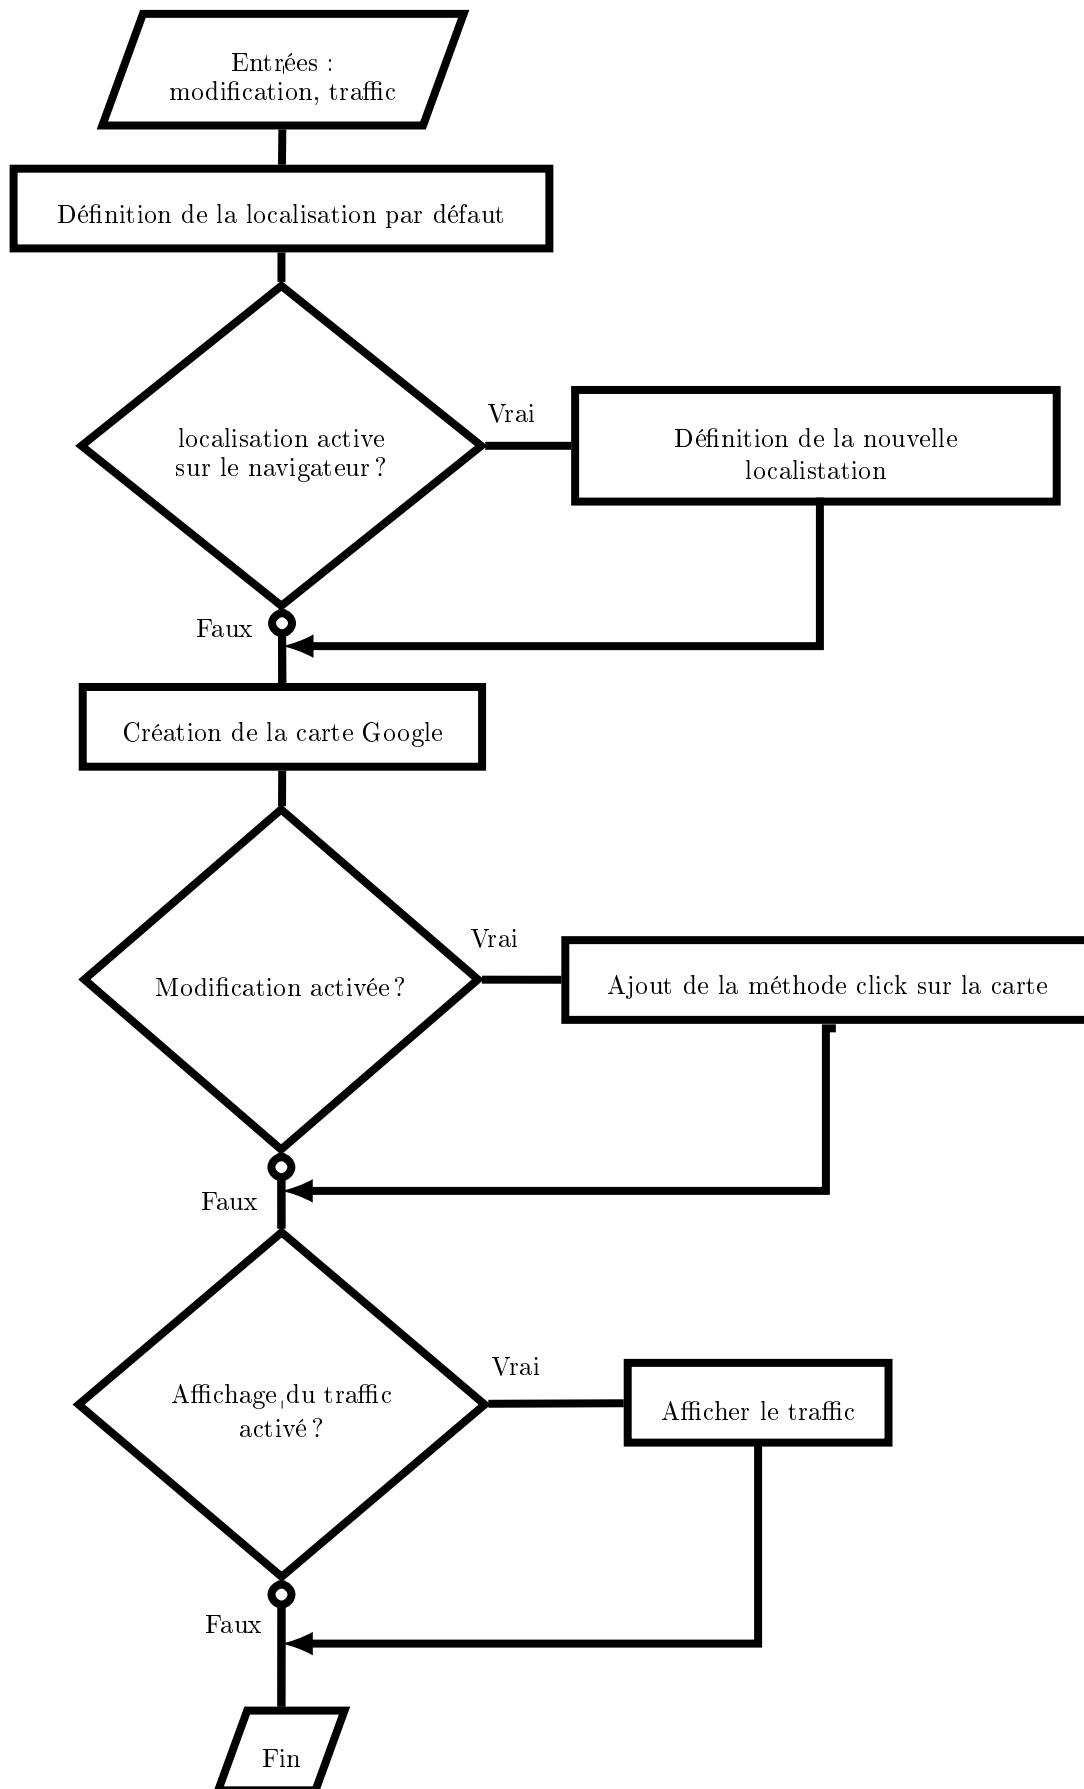 Entrées :
modification, traffic
Définition de la localisation par défaut
localisation active
sur le navigateur ?
Vrai
Définition de la nouvelle
localistation
Faux
Création de la carte Google
Modification activée ?
Vrai
Ajout de la méthode click sur la carte
Faux
Affichage du traffic
activé ?
Vrai
Afficher le traffic
Faux
Fin